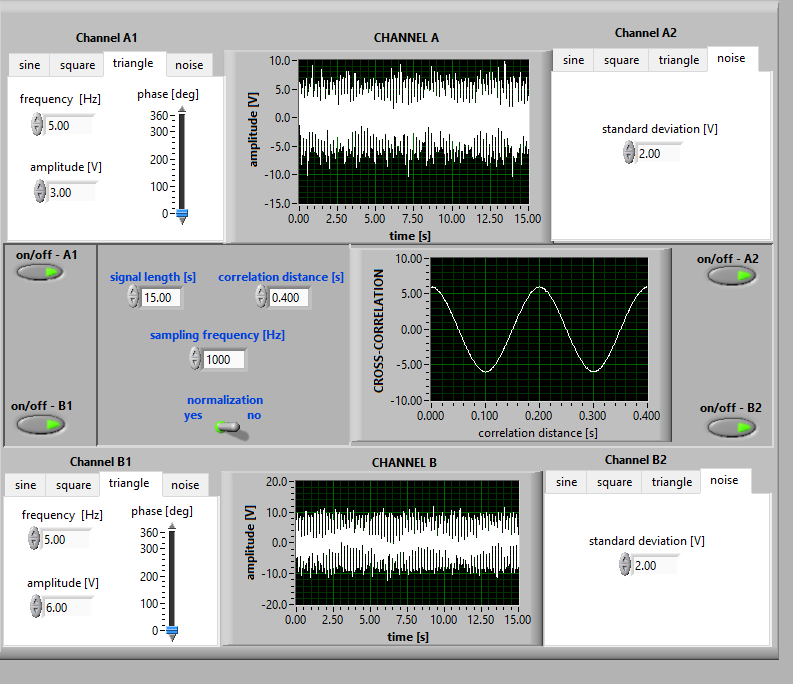 Channel A1
sine square triangle noise
frequency [Hz]
5.00
amplitude [V]
3.00
phase [deg]
360
300
200
100
0
CHANNEL A
amplitude [V]
10.0
5.0
0.0
-5.0
-10.0
-15.0
0.00 2.50 5.00 7.50 10.00 12.50 15.00
time [s]
Channel A2
sine square triangle noise
standard deviation [V]
2.00
on/off - A1
on/off - B1
signal length [s]
15.00
correlation distance [s]
0.400
sampling frequency [Hz]
1000
normalization
yes no
CROSS-CORRELATION
10.00
5.00
0.00
-5.00
-10.00
0.000 0.100 0.200 0.300 0.400
correlation distance [s]
on/off - A2
on/off - B2
Channel B1
sine square triangle noise
frequency [Hz]
5.00
amplitude [V]
6.00
phase [deg]
360
300
200
100
0
CHANNEL B
amplitude [V]
20.0
10.0
0.0
-10.0
-20.0
0.00 2.50 5.00 7.50 10.00 12.50 15.00
time [s]
Channel B2
sine square triangle noise
standard deviation [V]
2.00